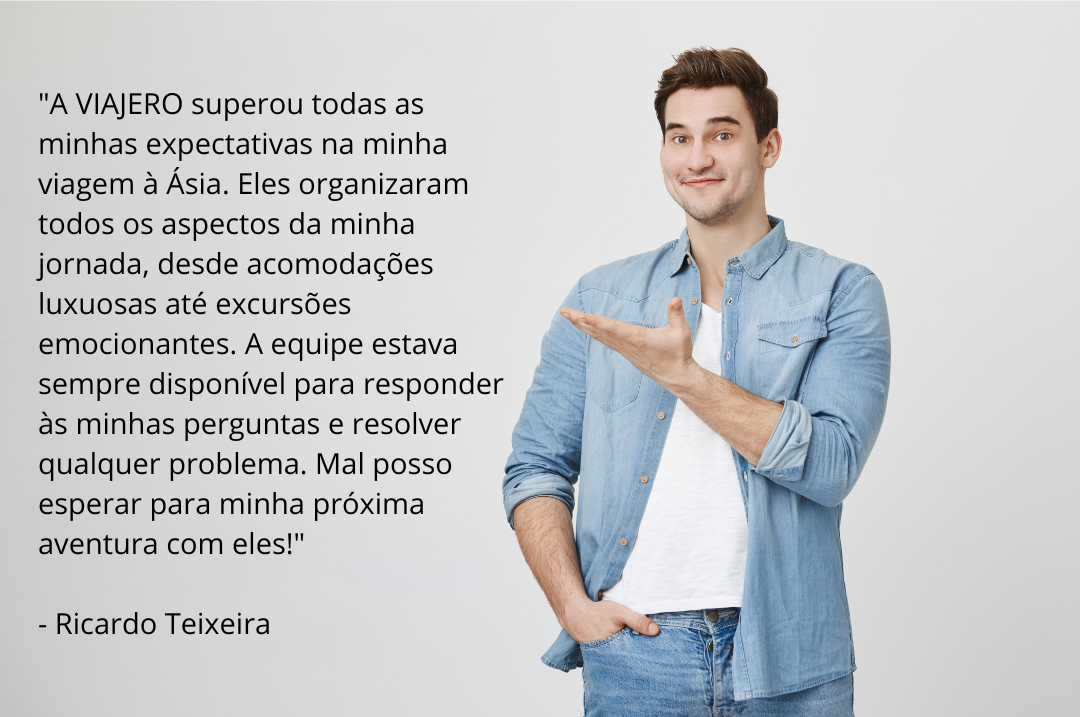 "A VIAJERO superou todas as
minhas expectativas na minha
viagem à Ásia. Eles organizaram
todos os aspectos da minha
jornada, desde acomodações
luxuosas até excursões
emocionantes. A equipe estava
sempre disponível para responder
às minhas perguntas e resolver
qualquer problema. Mal posso
esperar para minha próxima
aventura com eles!"
- Ricardo Teixeira